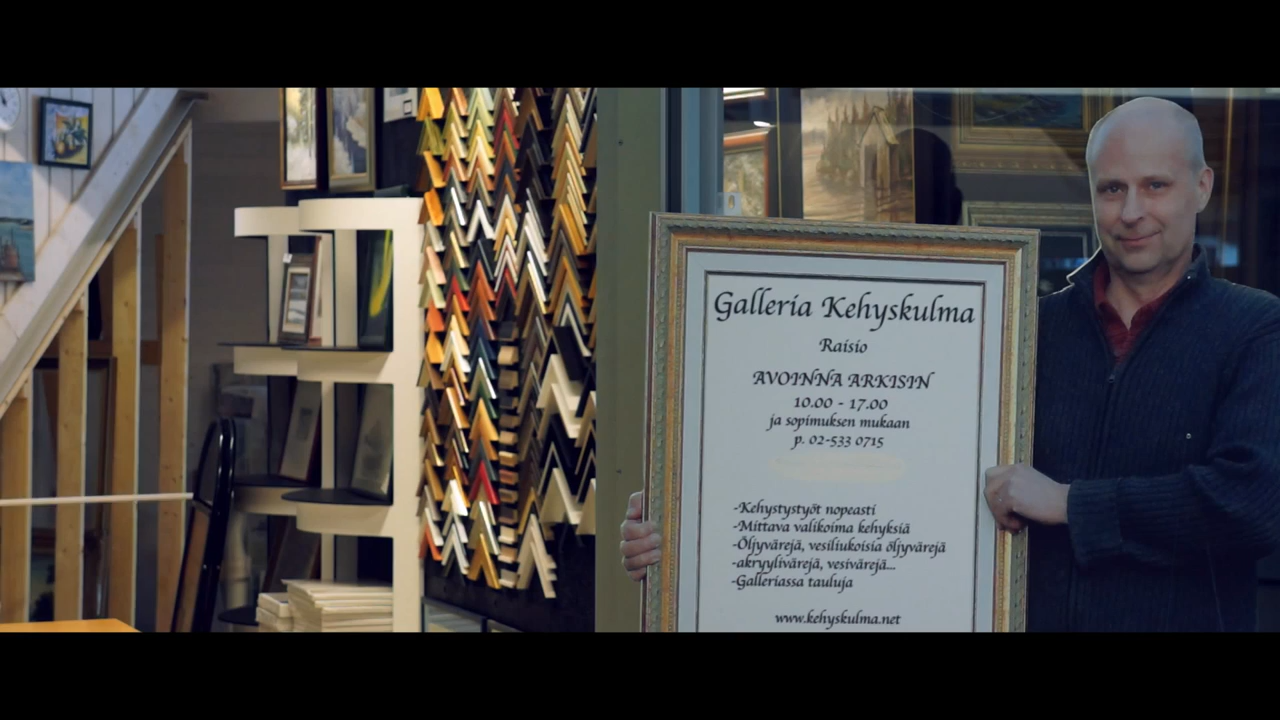 Galleria Kehyskulma
Raisio
AVOINNA ARKISIN
10.00 - 17.00
ja sopimuksen mukaan
p. 02-533 0715
-Kehystystyöt nopeasti
-Mittava valikoima kehyksiä
-Öljyvärejä, vesiliukoisia öljyvärejä
-akryylivärejä, vesivärejä...
-Galleriassa tauluja
www.kehyskulma.net